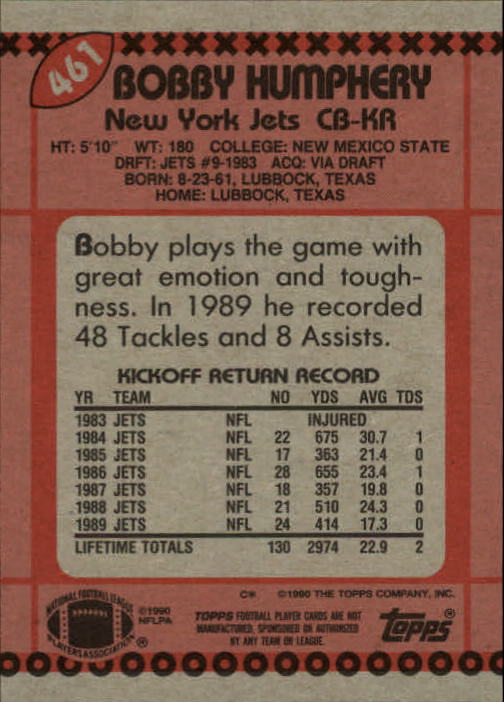 461
BOBBY HUMPHERY
New York Jets CB-KR
HT: 5'10" WT: 180 COLLEGE: NEW MEXICO STATE
DRFT: JETS #9-1983 ACQ: VIA DRAFT
BORN: 8-23-61, LUBBOCK, TEXAS
HOME: LUBBOCK, TEXAS
Bobby plays the game with
great emotion and tough-
ness. In 1989 he recorded
48 Tackles and 8 Assists.
KICKOFF RETURN RECORD
YR TEAM NO YDS AVG TDS
1983 JETS NFL INJURED
1984 JETS NFL 22 675 30.7 1
1985 JETS NFL 17 363 21.4 0
1986 JETS NFL 28 655 23.4 1
1987 JETS NFL 18 357 19.8 0
1988 JETS NFL 21 510 24.3 0
1989 JETS NFL 24 414 17.3 0
LIFETIME TOTALS 130 2974 22.9 2
C* ©1990 THE TOPPS COMPANY, INC.
NATIONAL FOOTBALL LEAGUE
PLAYERS ASSOCIATION ®
©1990
NFLPA
TOPPS FOOTBALL PLAYER CARDS ARE NOT
MANUFACTURED, SPONSORED OR AUTHORIZED
BY ANY TEAM OR LEAGUE.
topps ®